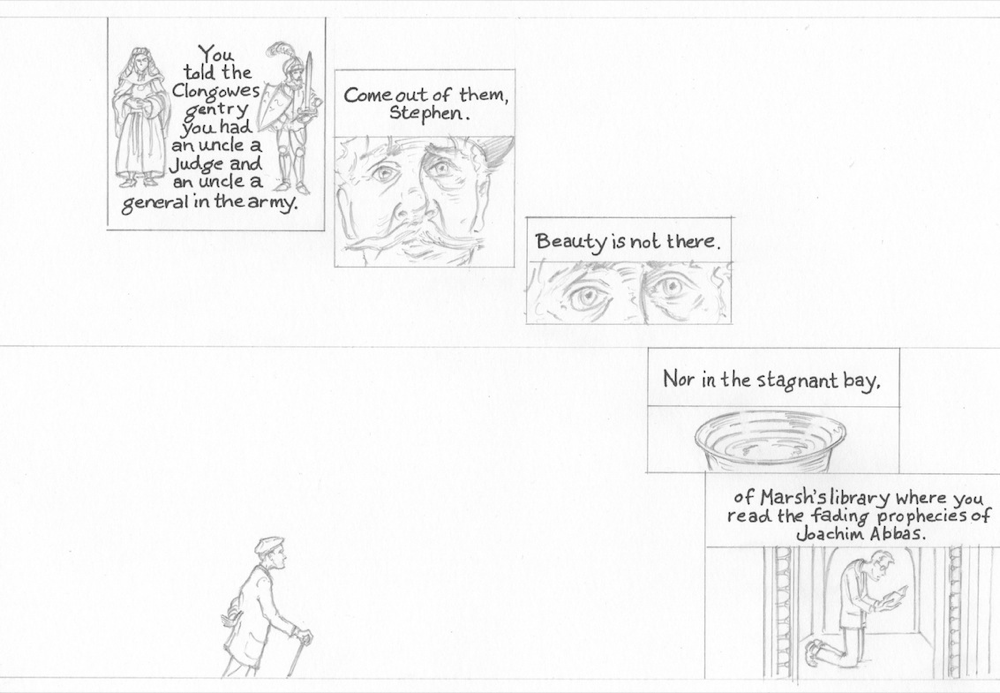 You
told the
Clongowes
gentry
you had
an uncle a
Judge and
an uncle a
general in the army.
Come out of them,
Stephen.
Beauty is not there.
Nor in the stagnant bay,
of Marsh's library where you
read the fading prophecies of
Joachim Abbas.